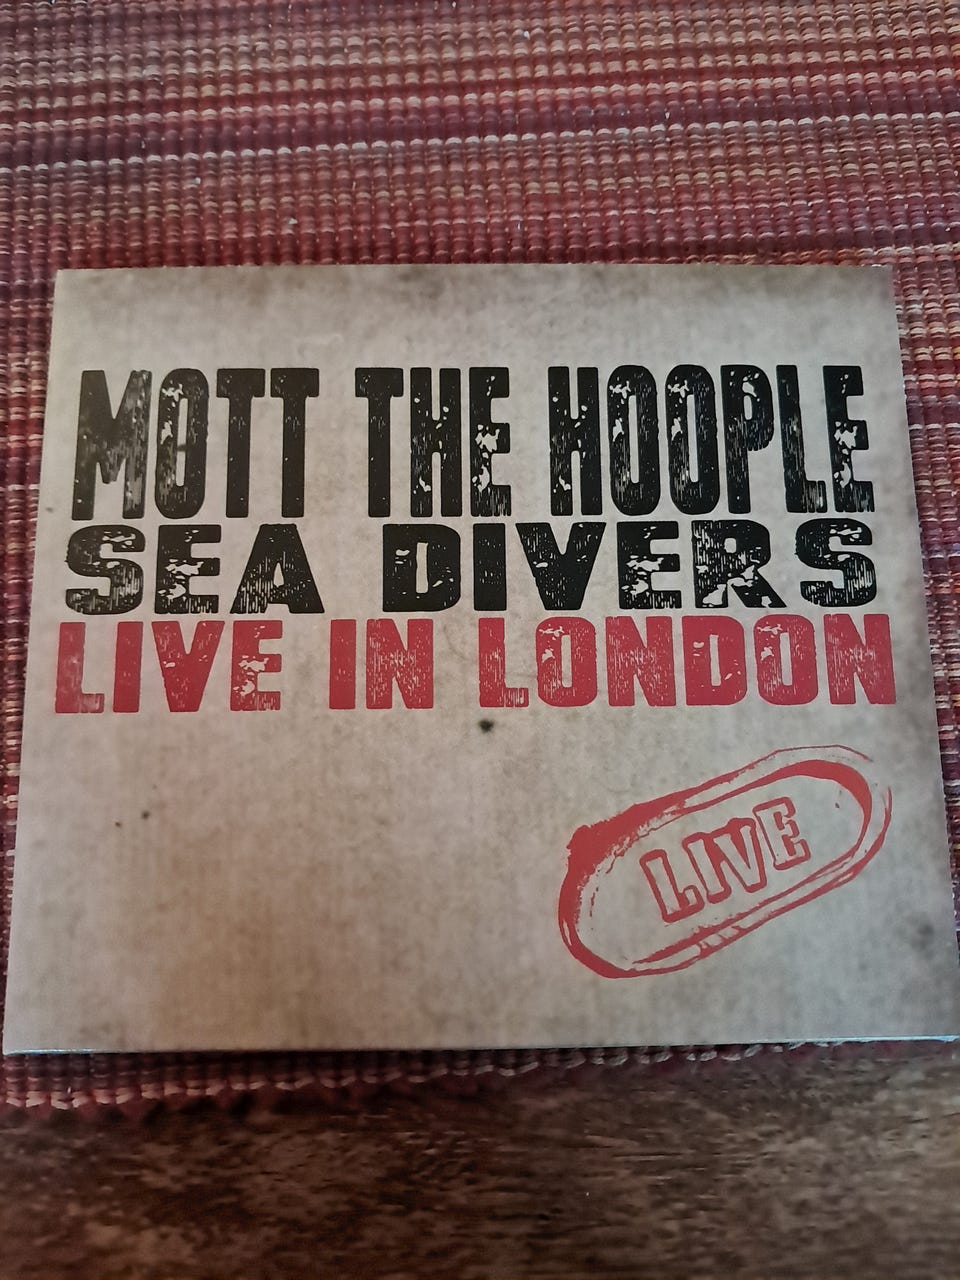 MOTT THE HOOPLE
SEA DIVERS
LIVE IN LONDON
LIVE